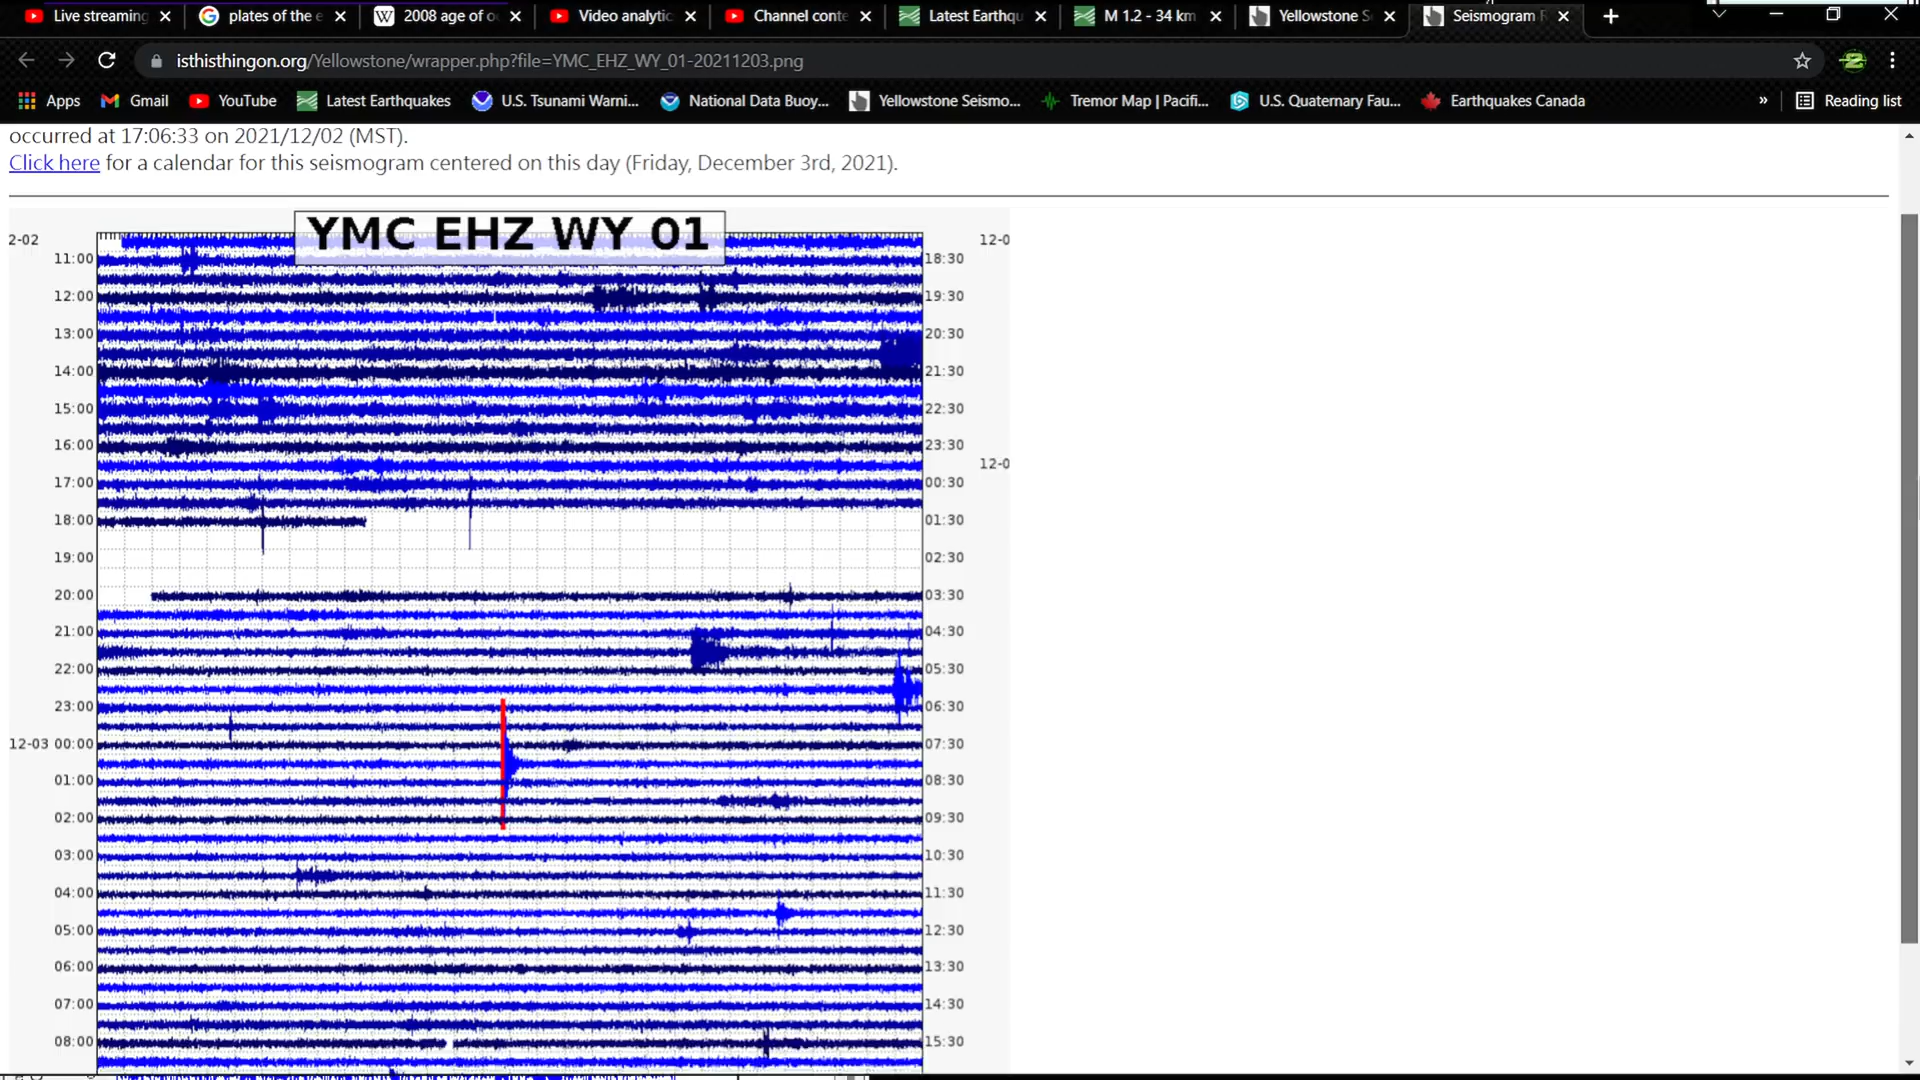 Live streaming
plates of the e
2008 age of o
Video analytic
Channel conte
Latest Earthqu
M 1.2 - 34 km
Yellowstone S
Seismogram R
isthisthingon.org/Yellowstone/wrapper.php?file=YMC_EHZ_WY_01-20211203.png
Apps
Gmail
YouTube
Latest Earthquakes
U.S. Tsunami Warni...
National Data Buoy...
Yellowstone Seismo...
Tremor Map | Pacifi...
U.S. Quaternary Fau...
Earthquakes Canada
»
Reading list
occurred at 17:06:33 on 2021/12/02 (MST).
Click here for a calendar for this seismogram centered on this day (Friday, December 3rd, 2021).
YMC EHZ WY 01
2-02
12-0
11:00 18:30
12:00 19:30
13:00 20:30
14:00 21:30
15:00 22:30
16:00 23:30
12-0
17:00 00:30
18:00 01:30
19:00 02:30
20:00 03:30
21:00 04:30
22:00 05:30
23:00 06:30
12-03 00:00 07:30
01:00 08:30
02:00 09:30
03:00 10:30
04:00 11:30
05:00 12:30
06:00 13:30
07:00 14:30
08:00 15:30